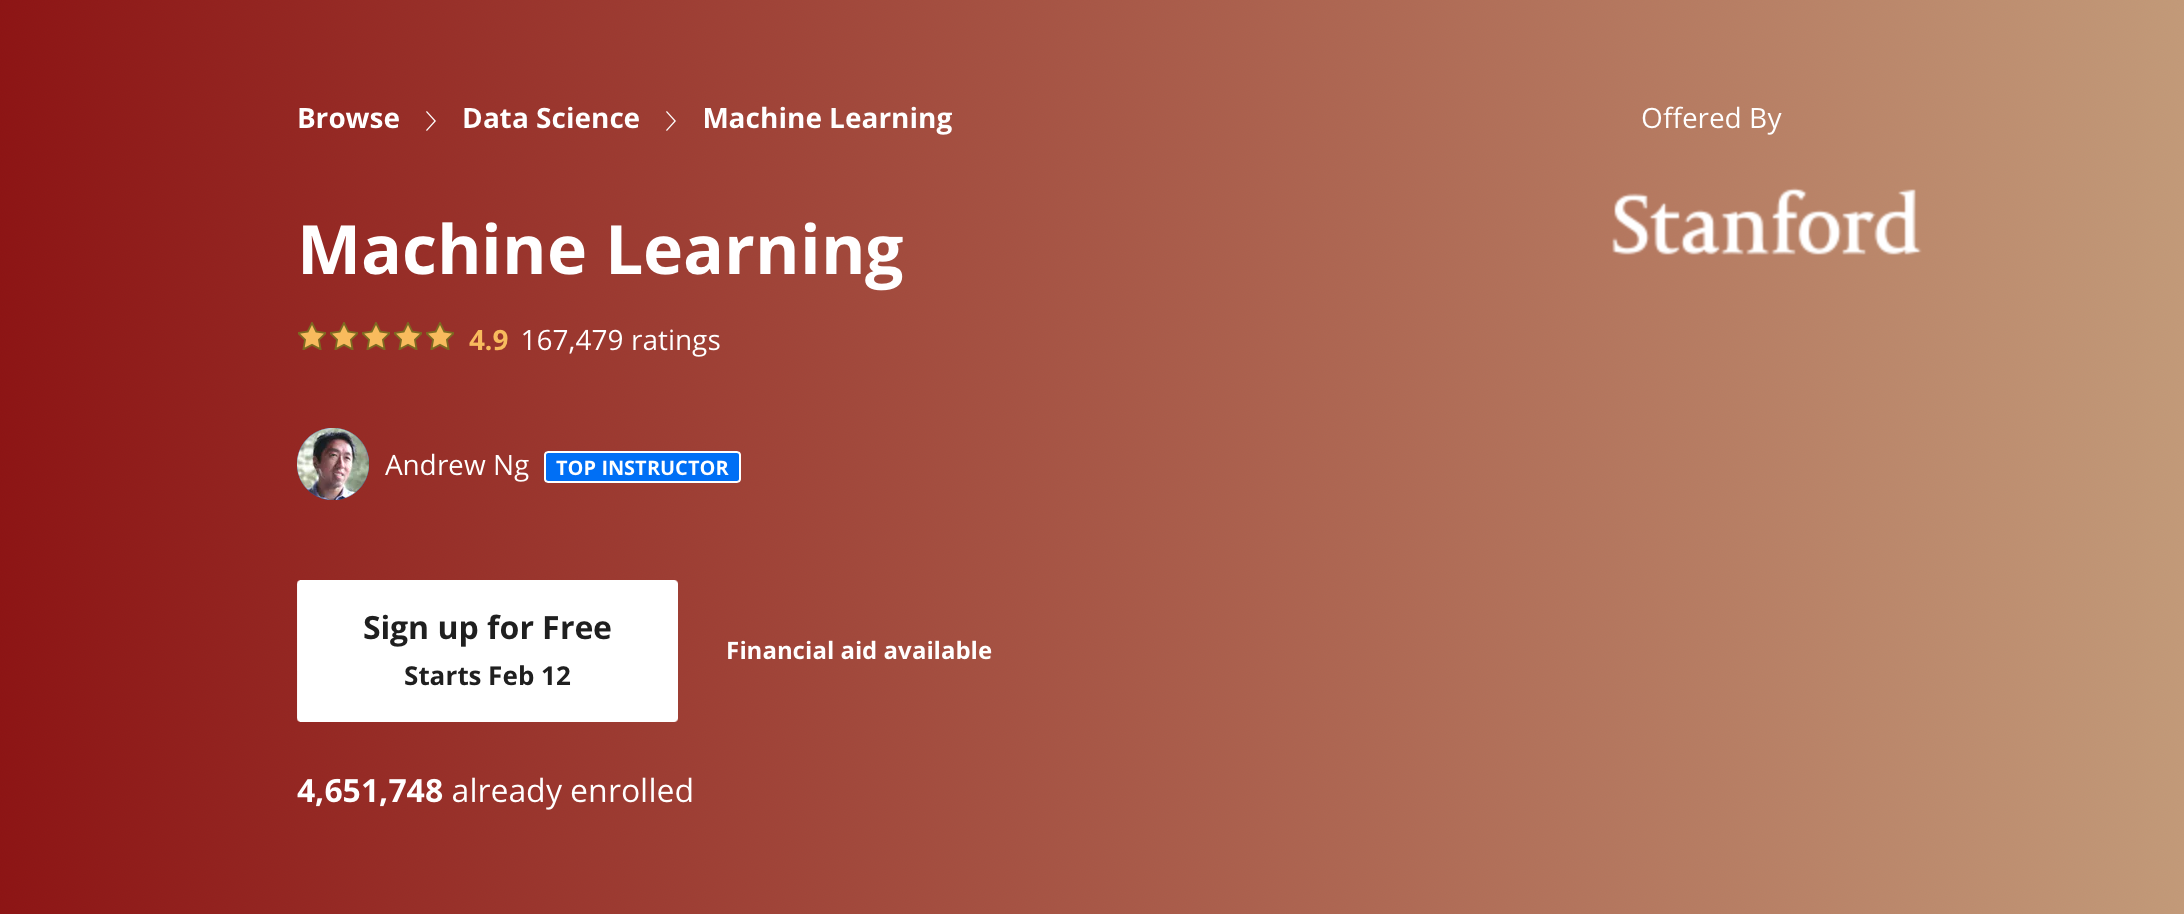 Browse > Data Science > Machine Learning
Offered By
Stanford
Machine Learning
4.9 167,479 ratings
Andrew Ng TOP INSTRUCTOR
Sign up for Free
Starts Feb 12
Financial aid available
4,651,748 already enrolled